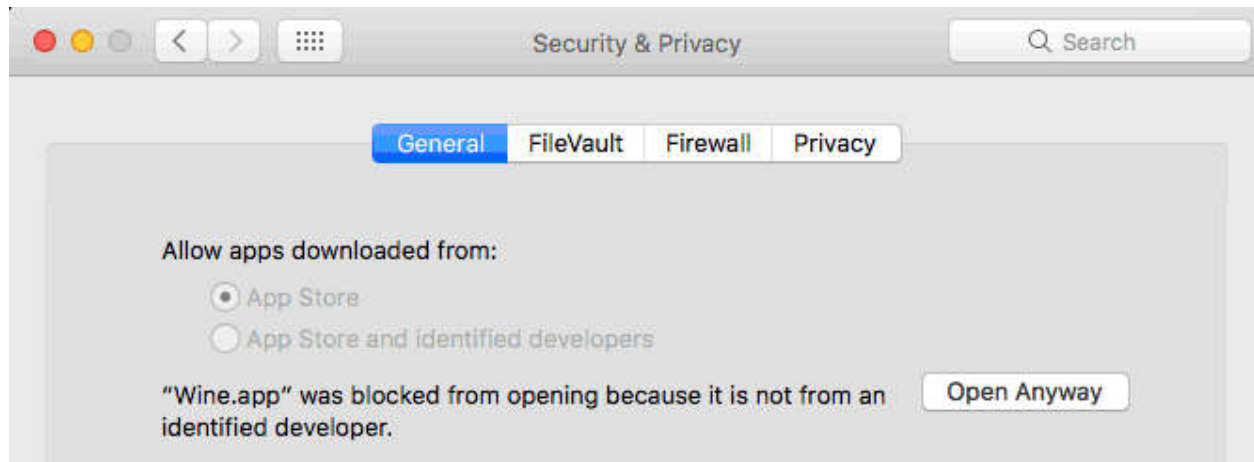 Security & Privacy
Search
General FileVault Firewall Privacy
Allow apps downloaded from:
App Store
App Store and identified developers
“Wine.app” was blocked from opening because it is not from an
identified developer.
Open Anyway